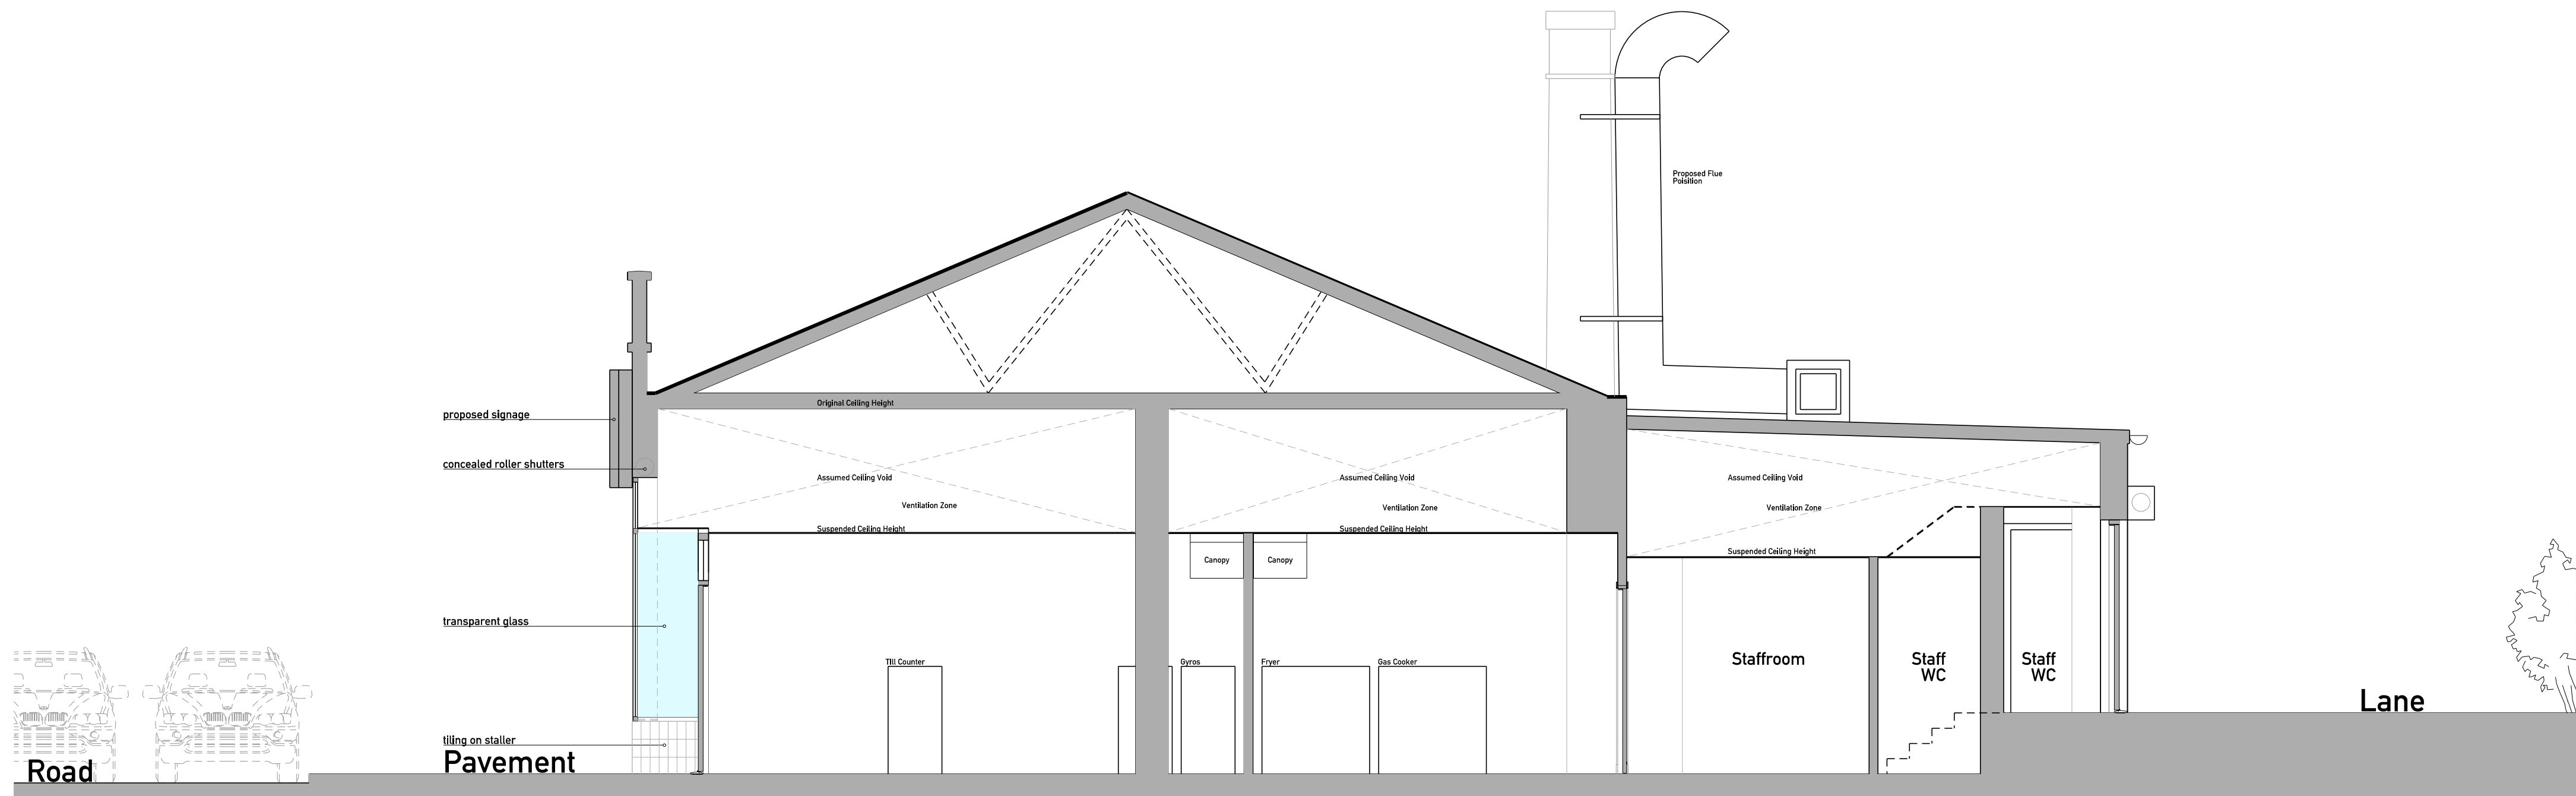 Proposed Flue
Poisition
Original Ceiling Height
proposed signage
concealed roller shutters
Assumed Ceiling Void
Assumed Ceiling Void
Assumed Ceiling Void
Ventilation Zone
Ventilation Zone
Ventilation Zone
Suspended Ceiling Height
Suspended Ceiling Height
Suspended Ceiling Height
Canopy
Canopy
transparent glass
Till Counter
Gyros
Fryer
Gas Cooker
Staffroom
Staff
WC
Staff
WC
Lane
tiling on staller
Pavement
Road